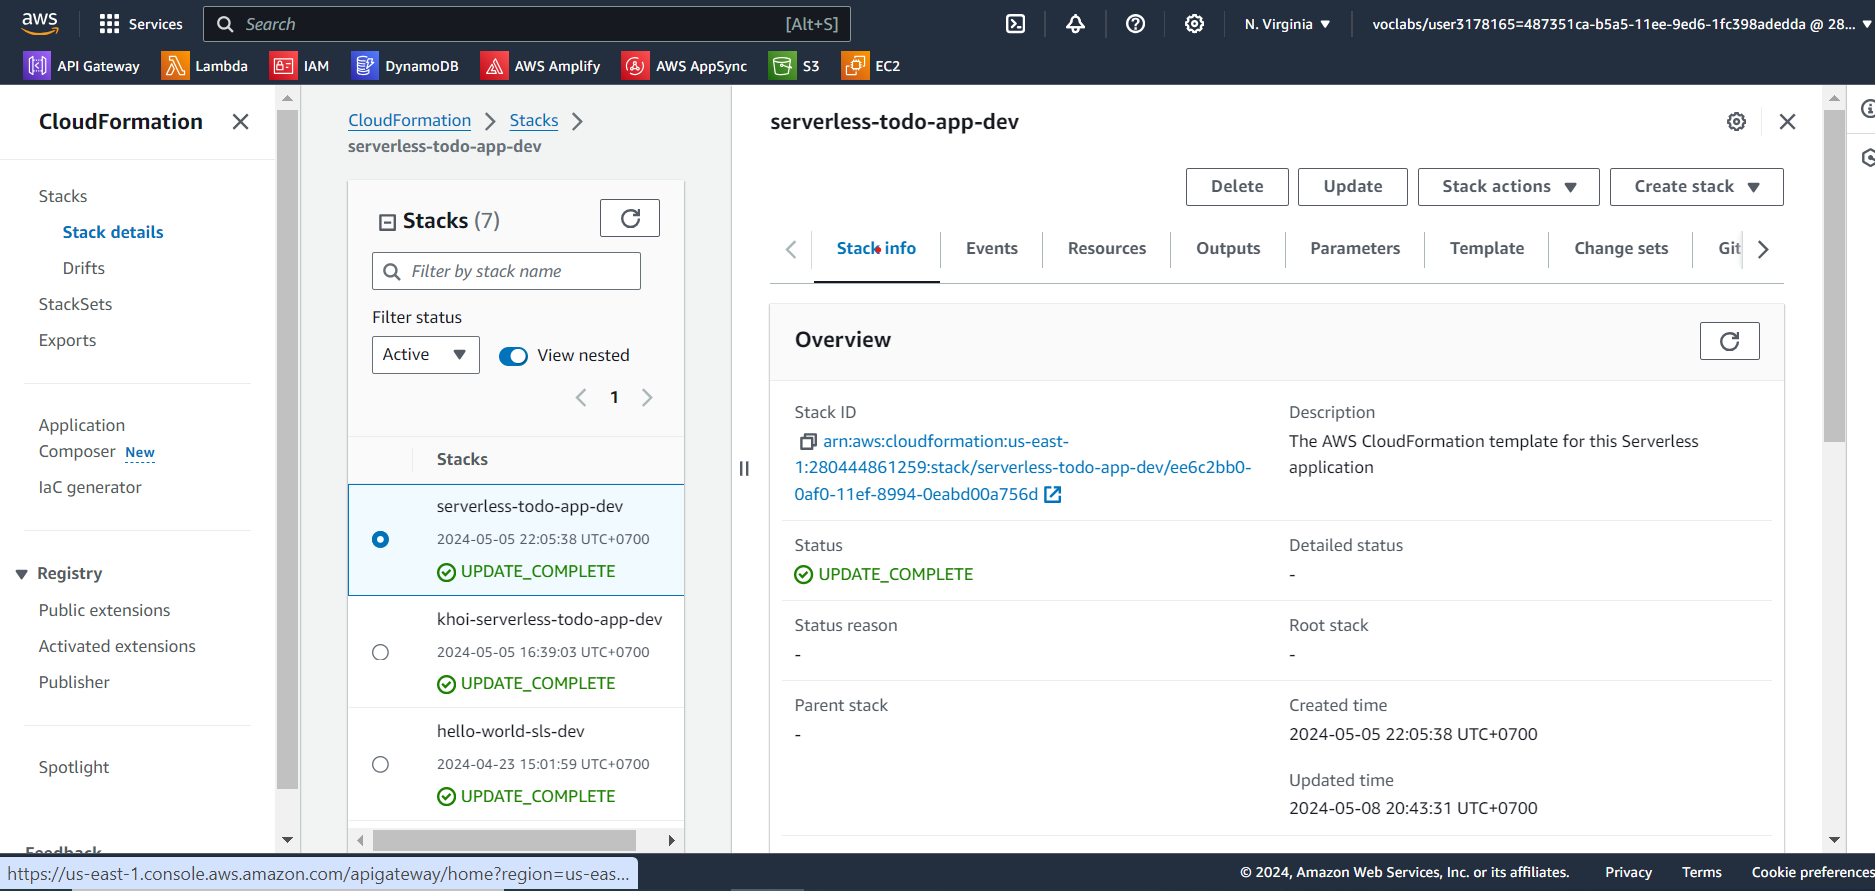 aws
Services
Search
[Alt+S]
N. Virginia
voclabs/user3178165=487351ca-b5a5-11ee-9ed6-1fc398adedda @ 28...
API Gateway
Lambda
IAM
DynamoDB
AWS Amplify
AWS AppSync
S3
EC2
CloudFormation
Stacks
Stack details
Drifts
StackSets
Exports
Application
Composer New
IaC generator
Registry
Public extensions
Activated extensions
Publisher
Spotlight
Feedback
CloudFormation
Stacks
serverless-todo-app-dev
Stacks (7)
Filter by stack name
Filter status
Active
View nested
1
Stacks
serverless-todo-app-dev
2024-05-05 22:05:38 UTC+0700
UPDATE_COMPLETE
khoi-serverless-todo-app-dev
2024-05-05 16:39:03 UTC+0700
UPDATE_COMPLETE
hello-world-sls-dev
2024-04-23 15:01:59 UTC+0700
UPDATE_COMPLETE
serverless-todo-app-dev
Delete
Update
Stack actions
Create stack
Stack info
Events
Resources
Outputs
Parameters
Template
Change sets
Git
Overview
Stack ID
arn:aws:cloudformation:us-east-
1:280444861259:stack/serverless-todo-app-dev/ee6c2bb0-
0af0-11ef-8994-0eabd00a756d
Description
The AWS CloudFormation template for this Serverless
application
Status
UPDATE_COMPLETE
Detailed status
-
Status reason
-
Root stack
-
Parent stack
-
Created time
2024-05-05 22:05:38 UTC+0700
Updated time
2024-05-08 20:43:31 UTC+0700
https://us-east-1.console.aws.amazon.com/apigateway/home?region=us-eas...
© 2024, Amazon Web Services, Inc. or its affiliates.
Privacy
Terms
Cookie preferences